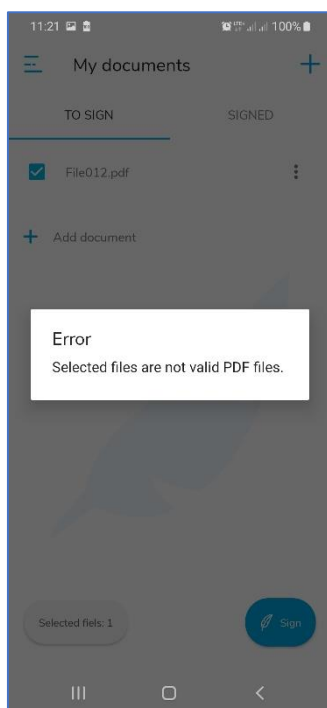 11:21 100%
My documents
TO SIGN SIGNED
File012.pdf
Add document
Error
Selected files are not valid PDF files.
Selected fiels: 1 Sign